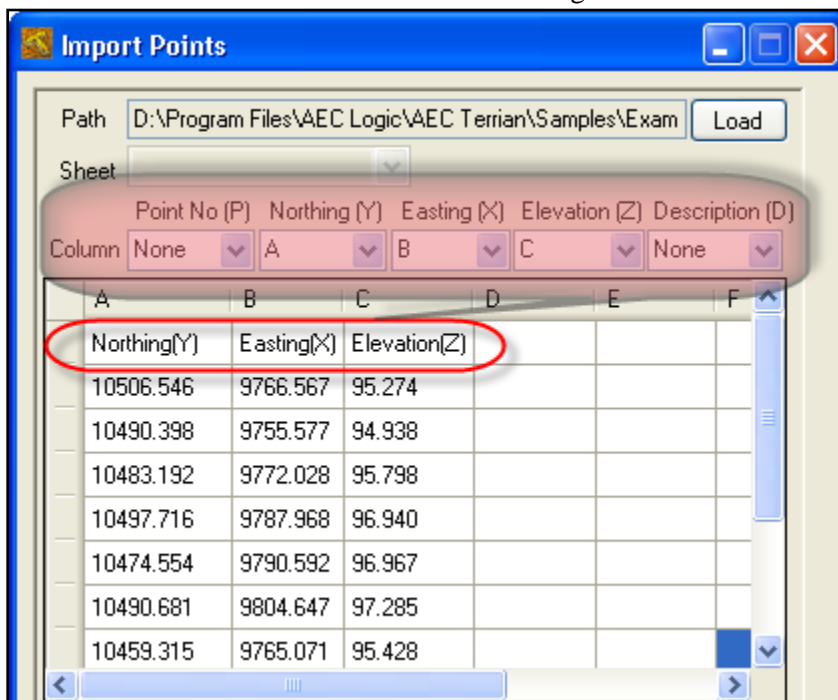 Import Points
Path D:\Program Files\AEC Logic\AEC Terrian\Samples\Exam Load
Sheet
Point No (P) Northing (Y) Easting (X) Elevation (Z) Description (D)
Column None A B C None
A B C D E F
Northing(Y) Easting(X) Elevation(Z)
10506.546 9766.567 95.274
10490.398 9755.577 94.938
10483.192 9772.028 95.798
10497.716 9787.968 96.940
10474.554 9790.592 96.967
10490.681 9804.647 97.285
10459.315 9765.071 95.428